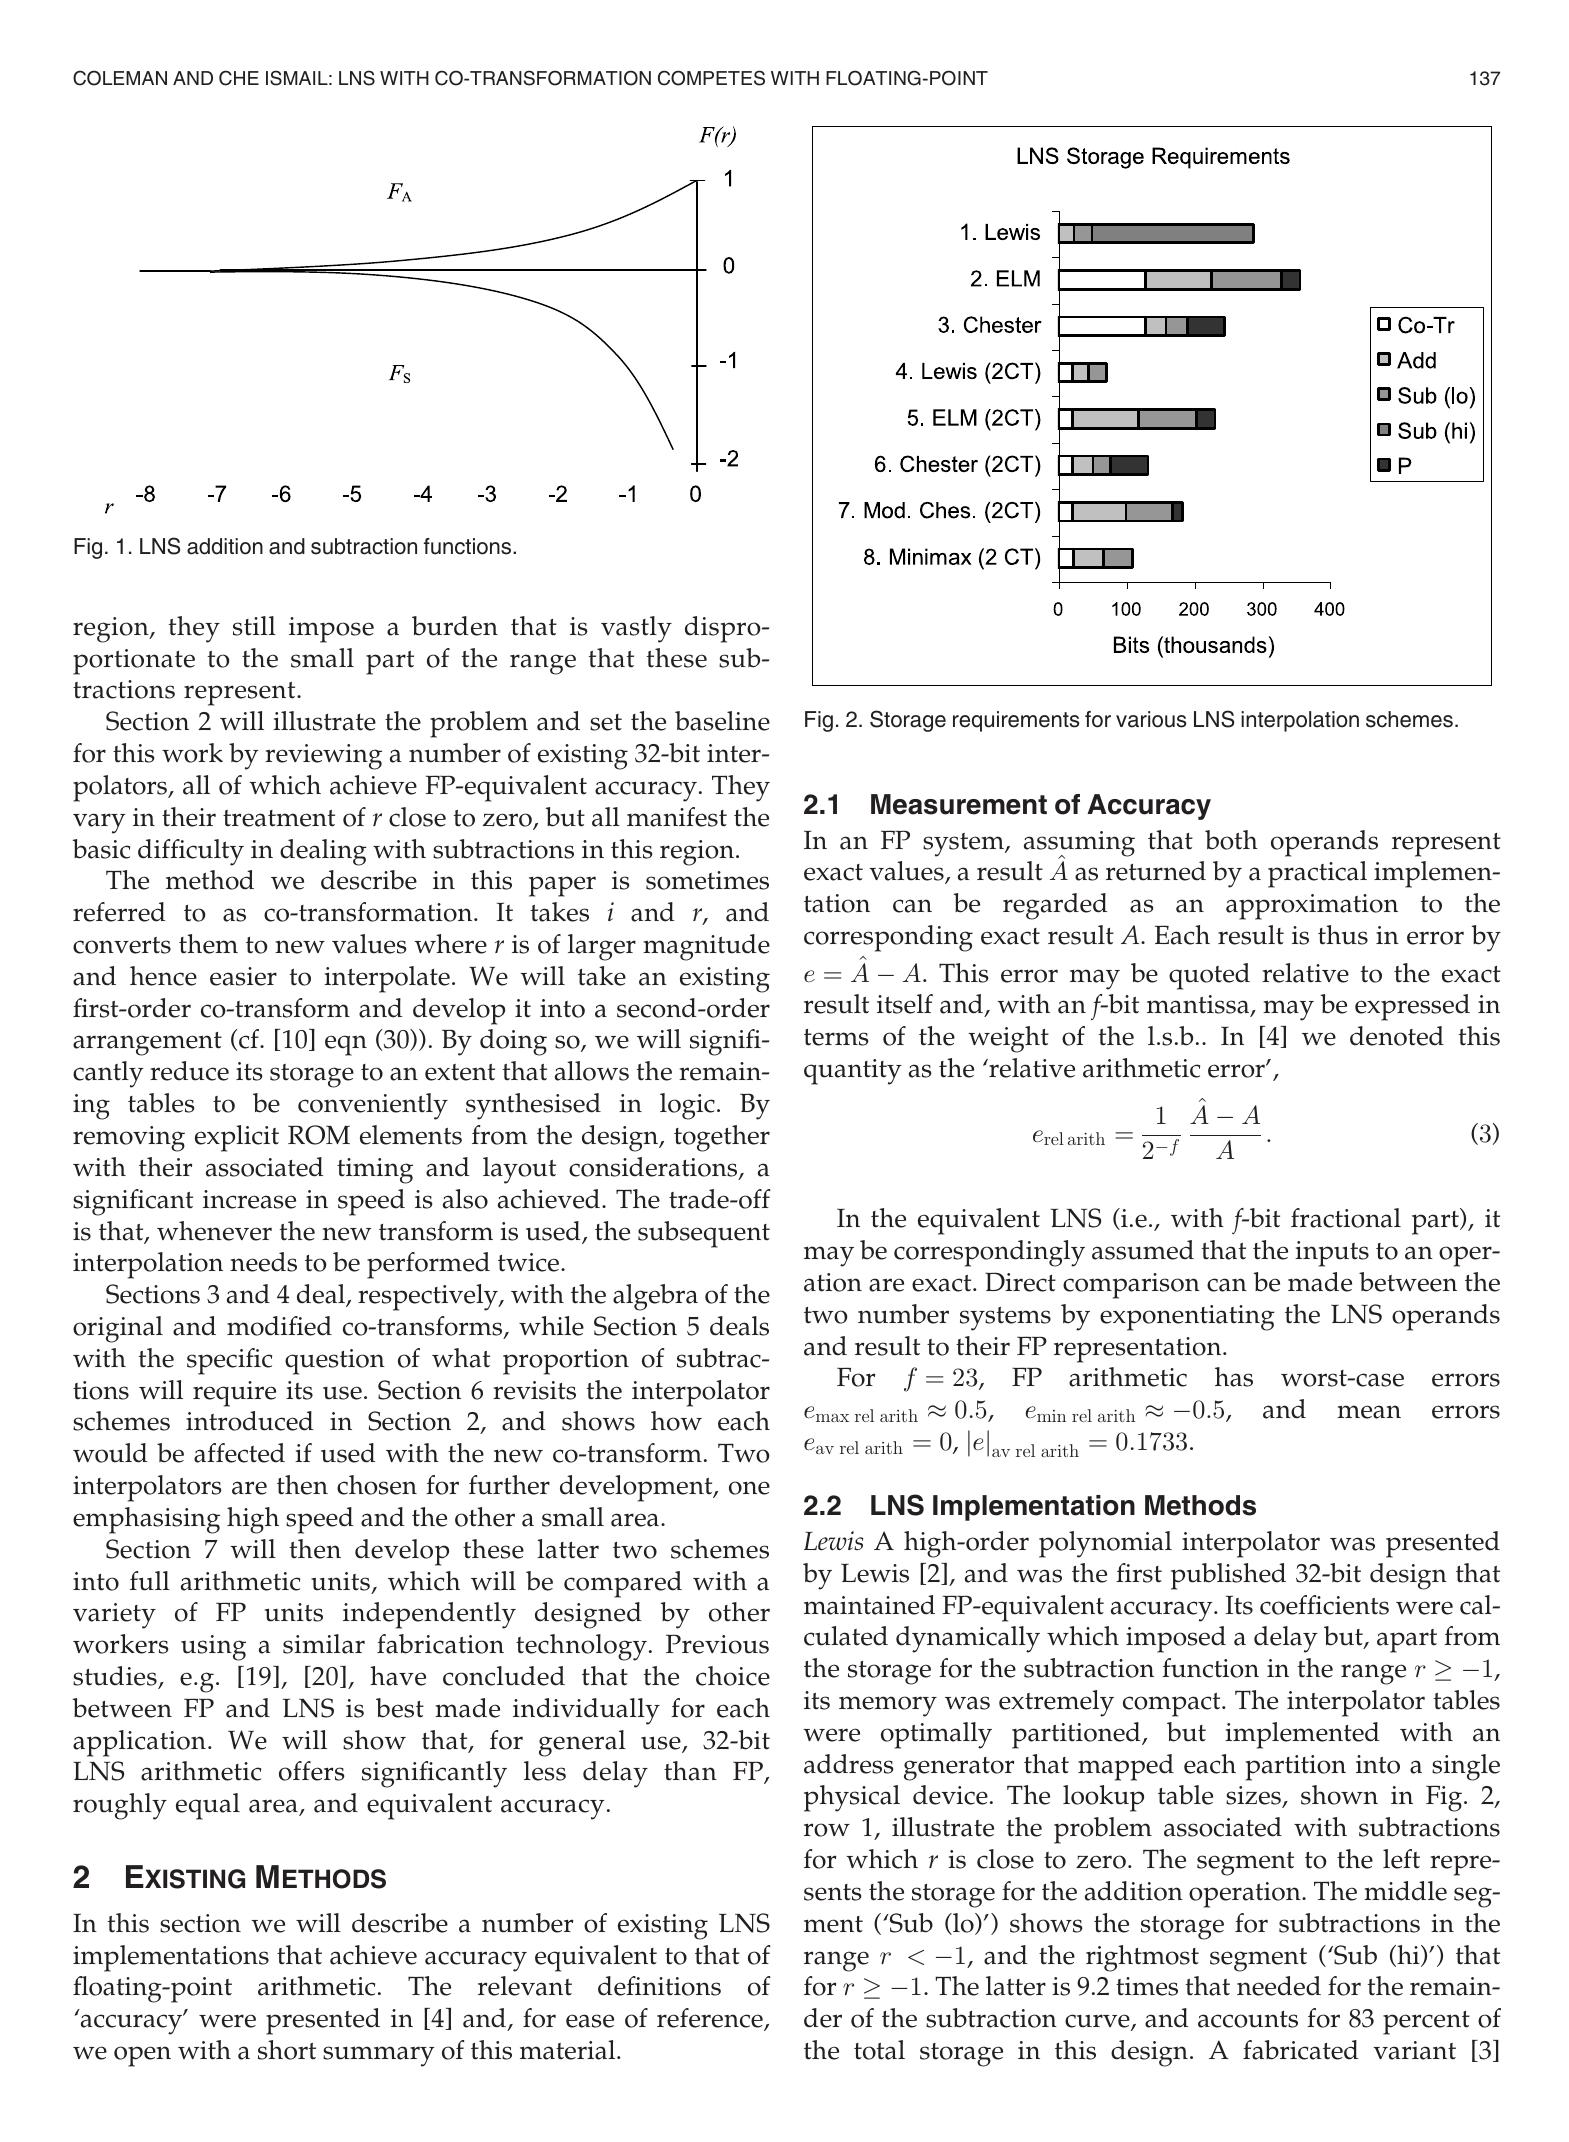 COLEMAN AND CHE ISMAIL: LNS WITH CO-TRANSFORMATION COMPETES WITH FLOATING-POINT 137
F(r)
1
FA
0
-1
FS
-2
-8 -7 -6 -5 -4 -3 -2 -1 0
r
Fig. 1. LNS addition and subtraction functions.
region, they still impose a burden that is vastly dispro-
portionate to the small part of the range that these sub-
tractions represent.
Section 2 will illustrate the problem and set the baseline
for this work by reviewing a number of existing 32-bit inter-
polators, all of which achieve FP-equivalent accuracy. They
vary in their treatment of r close to zero, but all manifest the
basic difficulty in dealing with subtractions in this region.
The method we describe in this paper is sometimes
referred to as co-transformation. It takes i and r, and
converts them to new values where r is of larger magnitude
and hence easier to interpolate. We will take an existing
first-order co-transform and develop it into a second-order
arrangement (cf. [10] eqn (30)). By doing so, we will signifi-
cantly reduce its storage to an extent that allows the remain-
ing tables to be conveniently synthesised in logic. By
removing explicit ROM elements from the design, together
with their associated timing and layout considerations, a
significant increase in speed is also achieved. The trade-off
is that, whenever the new transform is used, the subsequent
interpolation needs to be performed twice.
Sections 3 and 4 deal, respectively, with the algebra of the
original and modified co-transforms, while Section 5 deals
with the specific question of what proportion of subtrac-
tions will require its use. Section 6 revisits the interpolator
schemes introduced in Section 2, and shows how each
would be affected if used with the new co-transform. Two
interpolators are then chosen for further development, one
emphasising high speed and the other a small area.
Section 7 will then develop these latter two schemes
into full arithmetic units, which will be compared with a
variety of FP units independently designed by other
workers using a similar fabrication technology. Previous
studies, e.g. [19], [20], have concluded that the choice
between FP and LNS is best made individually for each
application. We will show that, for general use, 32-bit
LNS arithmetic offers significantly less delay than FP,
roughly equal area, and equivalent accuracy.
2 EXISTING METHODS
In this section we will describe a number of existing LNS
implementations that achieve accuracy equivalent to that of
floating-point arithmetic. The relevant definitions of
‘accuracy’ were presented in [4] and, for ease of reference,
we open with a short summary of this material.
LNS Storage Requirements
1. Lewis
2. ELM
3. Chester
4. Lewis (2CT)
5. ELM (2CT)
6. Chester (2CT)
7. Mod. Ches. (2CT)
8. Minimax (2 CT)
Co-Tr
Add
Sub (lo)
Sub (hi)
P
0 100 200 300 400
Bits (thousands)
Fig. 2. Storage requirements for various LNS interpolation schemes.
2.1 Measurement of Accuracy
In an FP system, assuming that both operands represent
exact values, a result Â as returned by a practical implemen-
tation can be regarded as an approximation to the
corresponding exact result A. Each result is thus in error by
e = Â − A. This error may be quoted relative to the exact
result itself and, with an f-bit mantissa, may be expressed in
terms of the weight of the l.s.b.. In [4] we denoted this
quantity as the ‘relative arithmetic error’,
e rel arith = 1/2^−f (Â − A)/A. (3)
In the equivalent LNS (i.e., with f-bit fractional part), it
may be correspondingly assumed that the inputs to an oper-
ation are exact. Direct comparison can be made between the
two number systems by exponentiating the LNS operands
and result to their FP representation.
For f = 23, FP arithmetic has worst-case errors
e max rel arith ≈ 0.5, e min rel arith ≈ −0.5, and mean errors
e av rel arith = 0, |e| av rel arith = 0.1733.
2.2 LNS Implementation Methods
Lewis A high-order polynomial interpolator was presented
by Lewis [2], and was the first published 32-bit design that
maintained FP-equivalent accuracy. Its coefficients were cal-
culated dynamically which imposed a delay but, apart from
the storage for the subtraction function in the range r ≥ −1,
its memory was extremely compact. The interpolator tables
were optimally partitioned, but implemented with an
address generator that mapped each partition into a single
physical device. The lookup table sizes, shown in Fig. 2,
row 1, illustrate the problem associated with subtractions
for which r is close to zero. The segment to the left repre-
sents the storage for the addition operation. The middle seg-
ment (‘Sub (lo)’) shows the storage for subtractions in the
range r < −1, and the rightmost segment (‘Sub (hi)’) that
for r ≥ −1. The latter is 9.2 times that needed for the remain-
der of the subtraction curve, and accounts for 83 percent of
the total storage in this design. A fabricated variant [3]